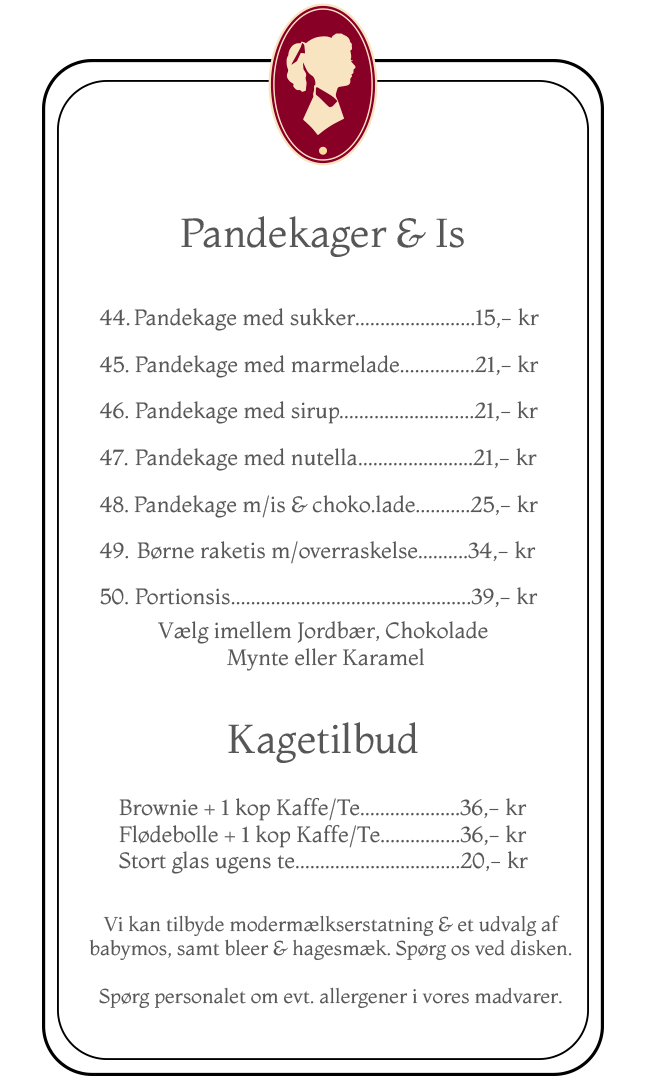 Pandekager & Is
44. Pandekage med sukker........................15,– kr
45. Pandekage med marmelade...............21,– kr
46. Pandekage med sirup...........................21,– kr
47. Pandekage med nutella.......................21,– kr
48. Pandekage m/is & choko.lade...........25,– kr
49. Børne raketis m/overraskelse..........34,– kr
50. Portionsis................................................39,– kr
Vælg imellem Jordbær, Chokolade
Mynte eller Karamel
Kagetilbud
Brownie + 1 kop Kaffe/Te....................36,– kr
Flødebolle + 1 kop Kaffe/Te................36,– kr
Stort glas ugens te.................................20,– kr
Vi kan tilbyde modermælkserstatning & et udvalg af
babymos, samt bleer & hagesmæk. Spørg os ved disken.
Spørg personalet om evt. allergener i vores madvarer.